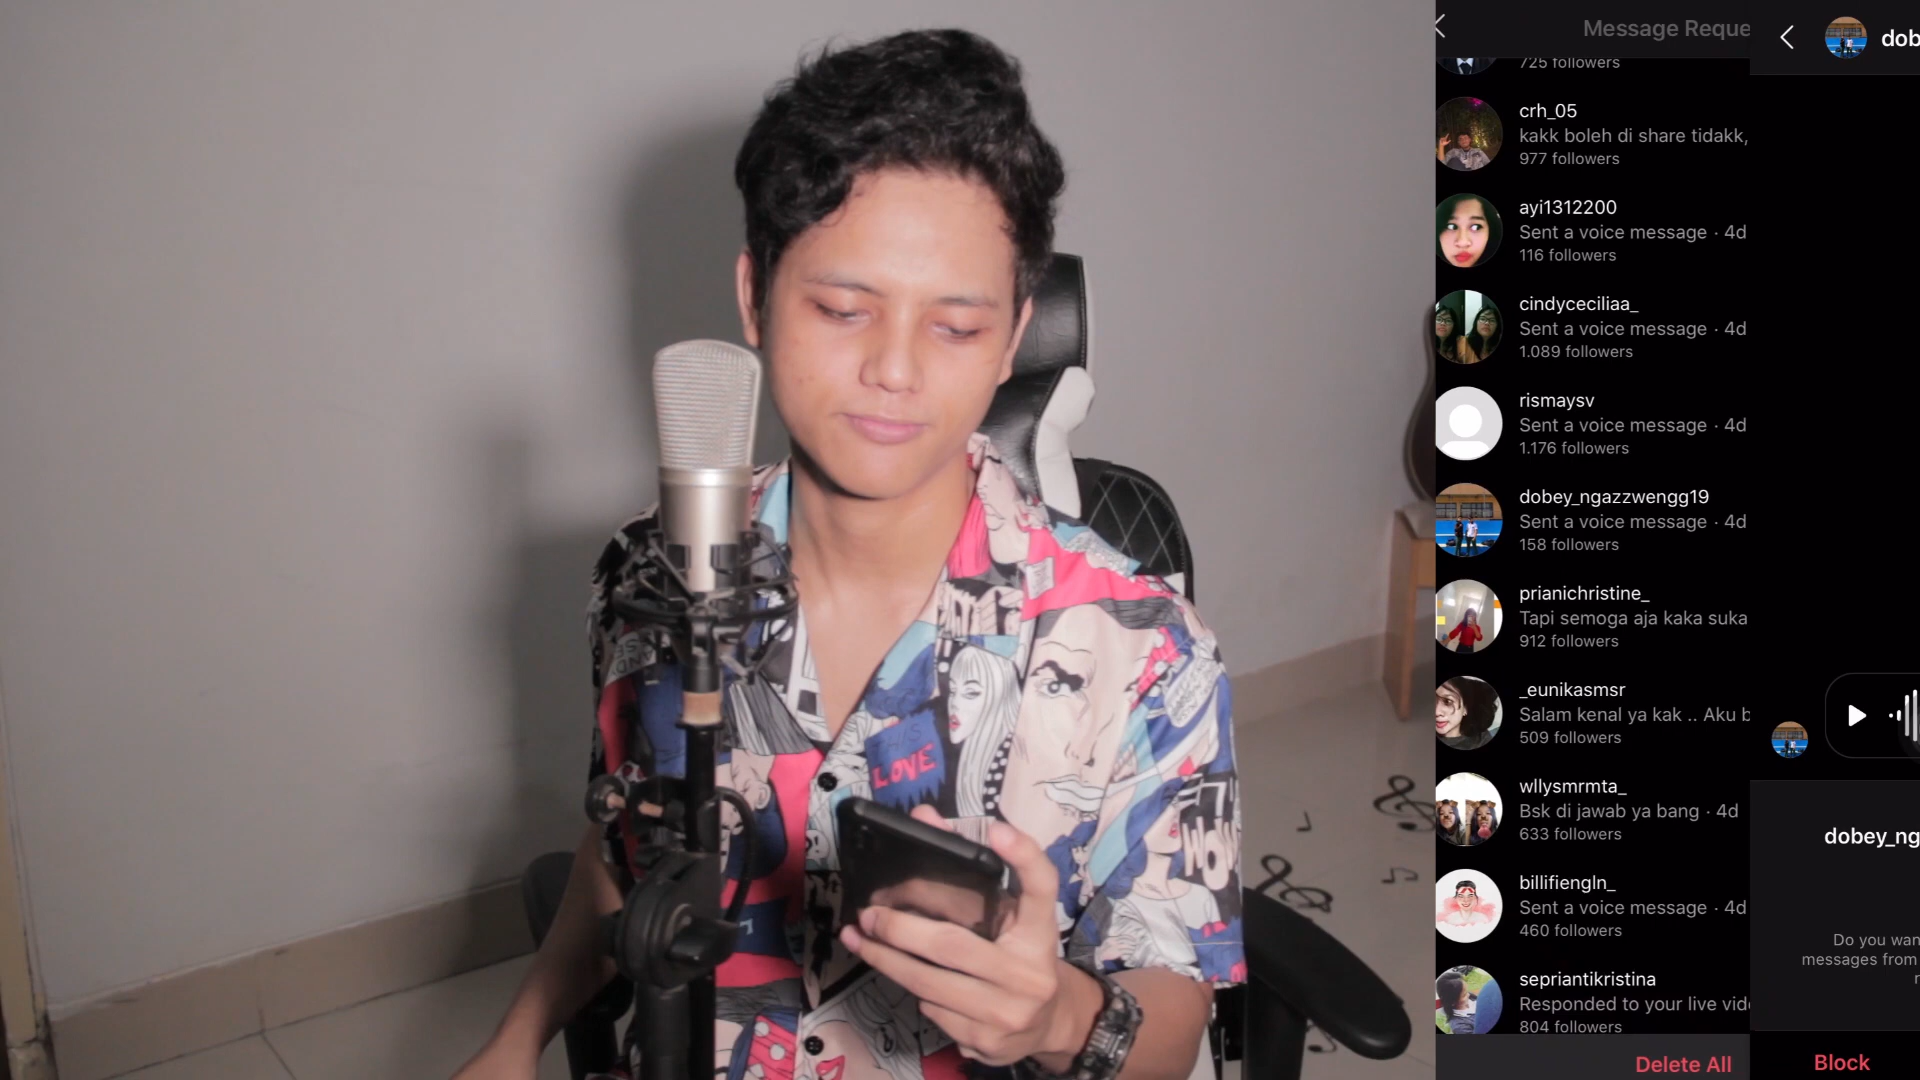 Message Reque
725 followers
crh_05
kakk boleh di share tidakk,
977 followers
ayi1312200
Sent a voice message · 4d
116 followers
cindyceciliaa_
Sent a voice message · 4d
1.089 followers
rismaysv
Sent a voice message · 4d
1.176 followers
dobey_ngazzwengg19
Sent a voice message · 4d
158 followers
prianichristine_
Tapi semoga aja kaka suka
912 followers
_eunikasmsr
Salam kenal ya kak .. Aku b
509 followers
wllysmrmta_
Bsk di jawab ya bang · 4d
633 followers
billifiengln_
Sent a voice message · 4d
460 followers
sepriantikristina
Responded to your live vid
804 followers
Delete All
dob
dobey_ng
Do you wan
messages from
Block
THIS
LOVE
WOW